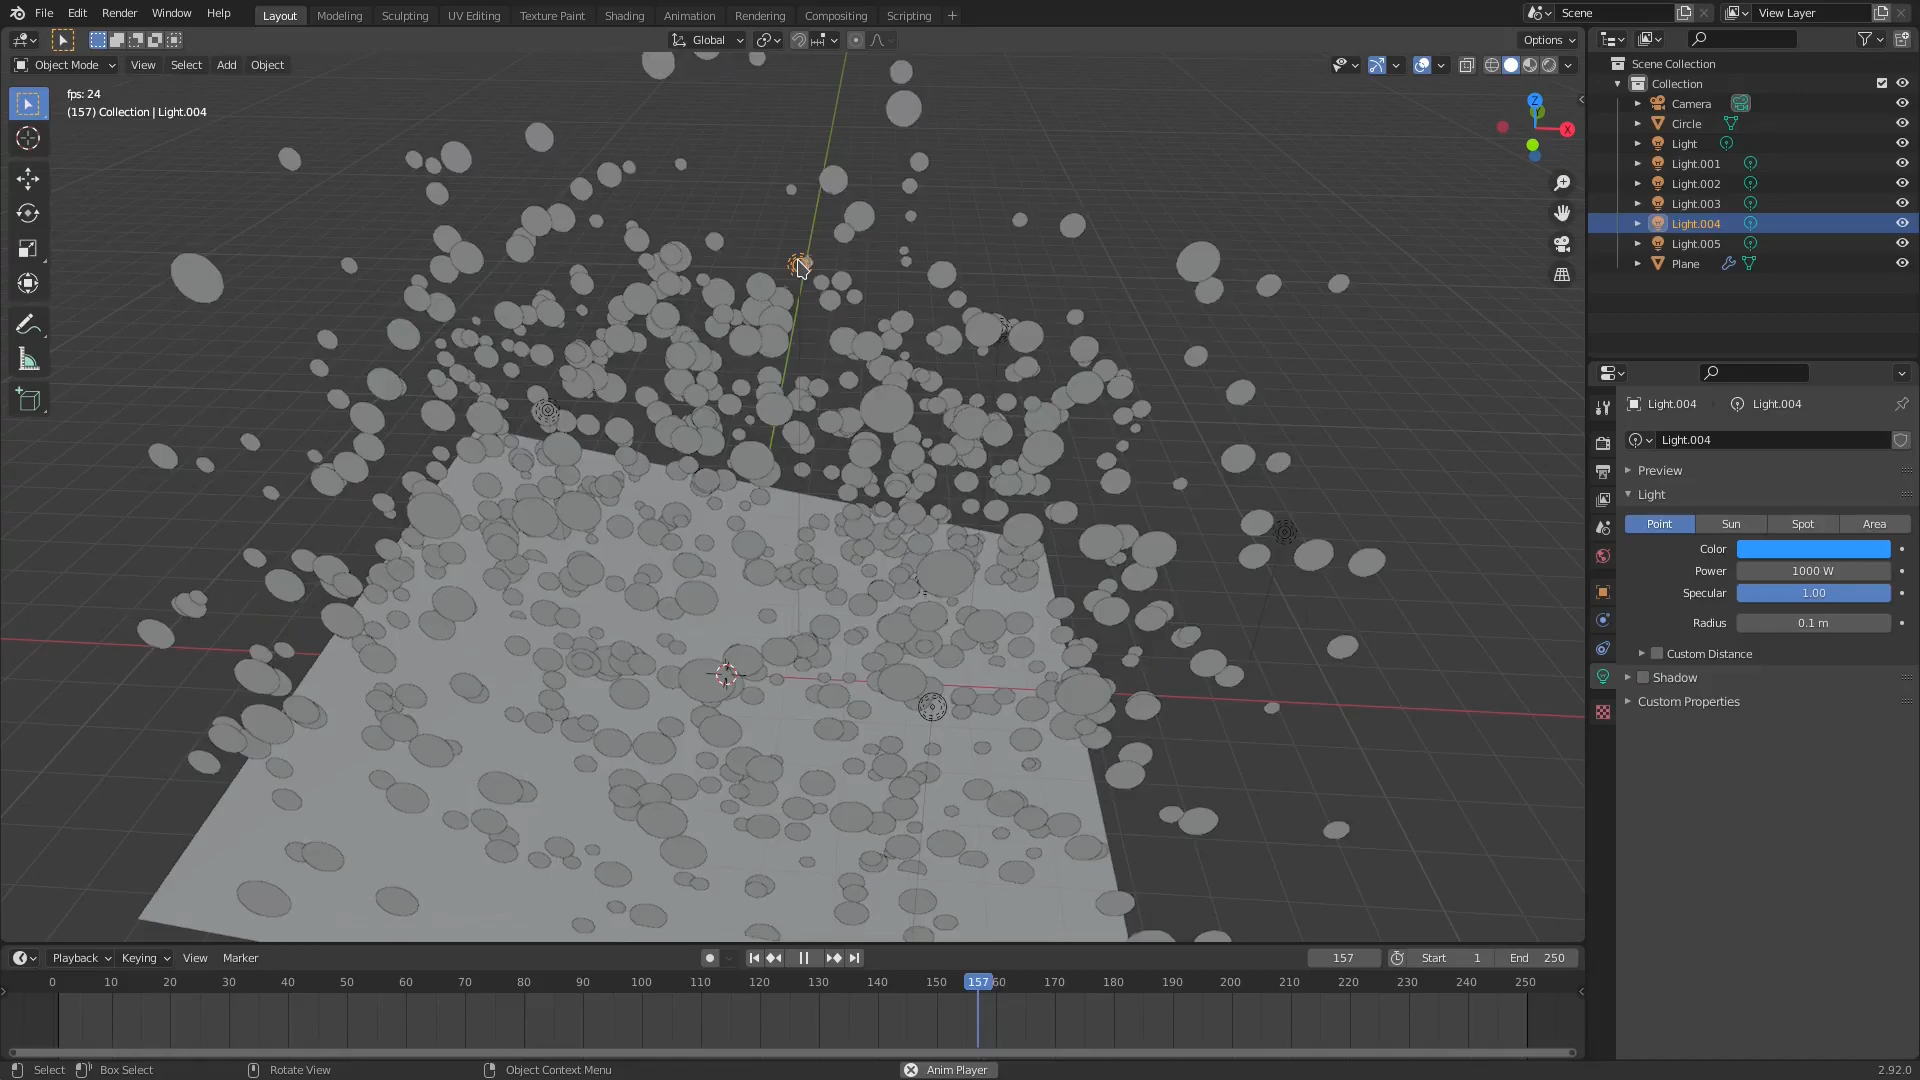 File Edit Render Window Help
Layout Modeling Sculpting UV Editing Texture Paint Shading Animation Rendering Compositing Scripting +
Scene
View Layer
Global
Options
Object Mode View Select Add Object
fps: 24
(157) Collection | Light.004
Z
X
Scene Collection
Collection
Camera
Circle
Light
Light.001
Light.002
Light.003
Light.004
Light.005
Plane
Light.004 Light.004
Light.004
Preview
Light
Point Sun Spot Area
Color
Power 1000 W
Specular 1.00
Radius 0.1 m
Custom Distance
Shadow
Custom Properties
Playback Keying View Marker
157 Start 1 End 250
0 10 20 30 40 50 60 70 80 90 100 110 120 130 140 150 157 60 170 180 190 200 210 220 230 240 250
Select Box Select Rotate View Object Context Menu Anim Player 2.92.0